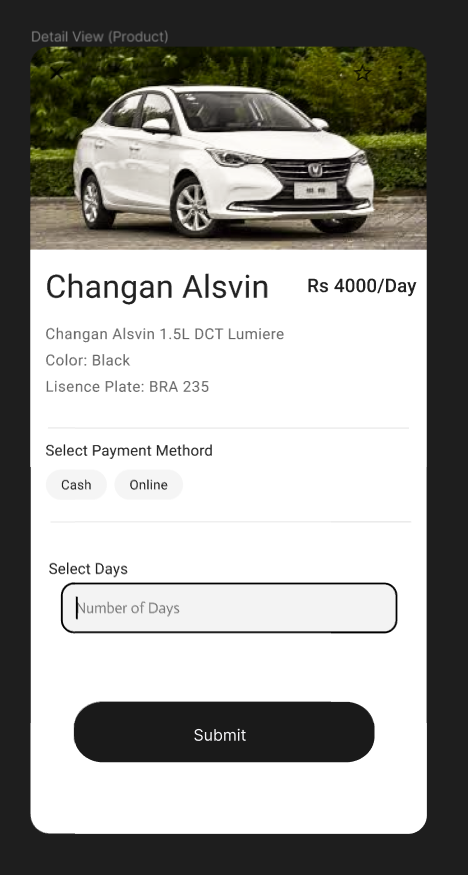 Detail View (Product)
Changan Alsvin
Rs 4000/Day
Changan Alsvin 1.5L DCT Lumiere
Color: Black
Lisence Plate: BRA 235
Select Payment Methord
Cash
Online
Select Days
Number of Days
Submit